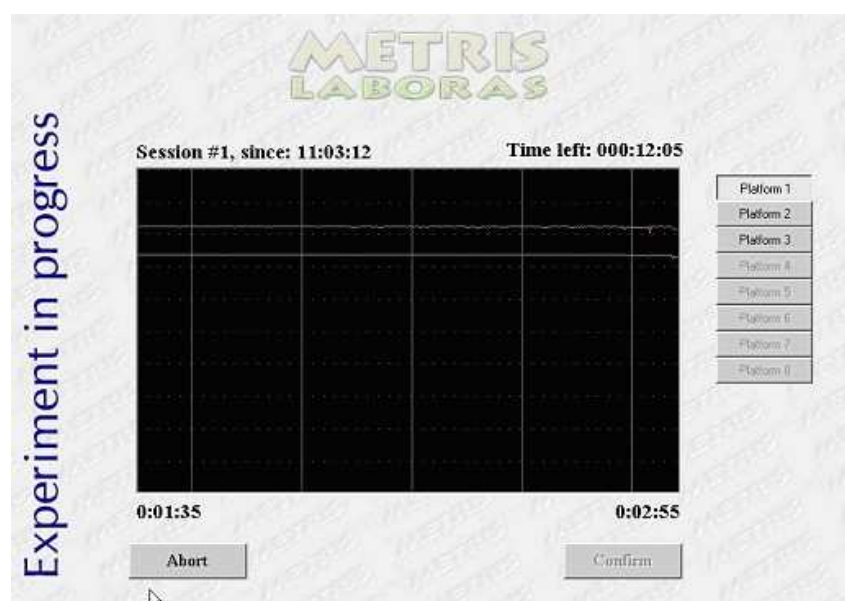 METRIS
LABORAS
Experiment in progress
Session #1, since: 11:03:12
Time left: 000:12:05
Platform 1
Platform 2
Platform 3
Platform 4
Platform 5
Platform 6
Platform 7
Platform 8
0:01:35
0:02:55
Abort
Confirm